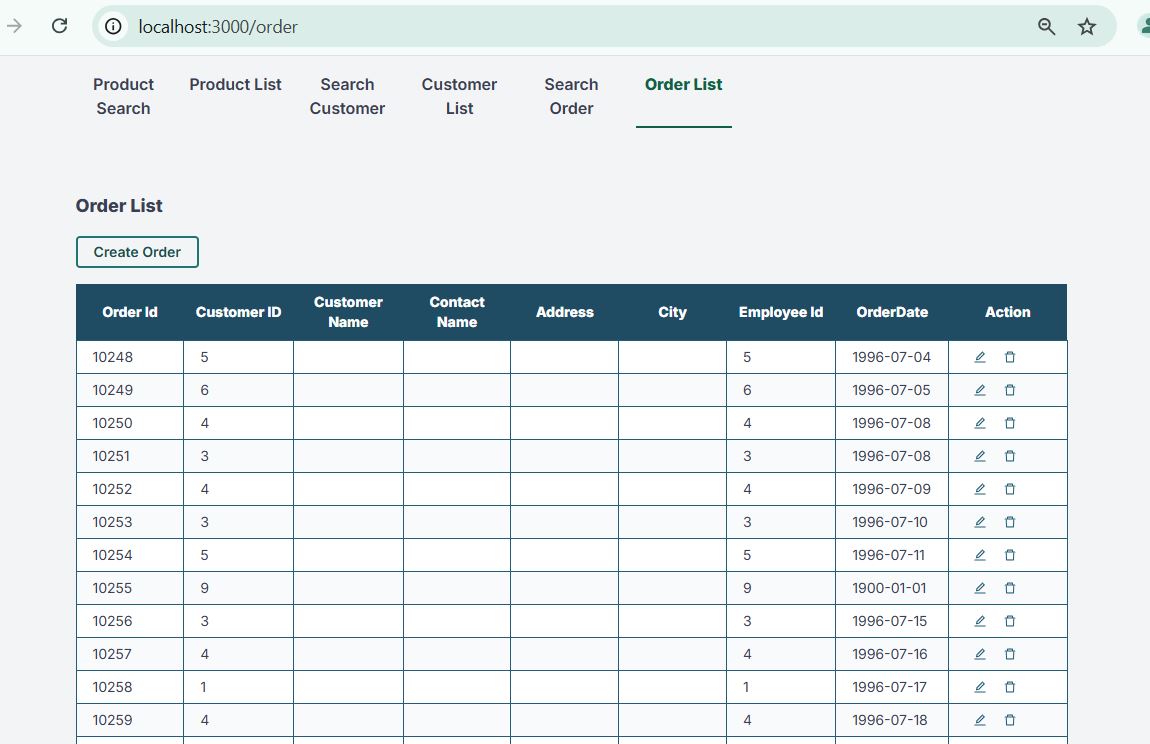 localhost:3000/order
Product Search Product List Search Customer Customer List Search Order Order List
Order List
Create Order
Order Id Customer ID Customer Name Contact Name Address City Employee Id OrderDate Action
10248 5 5 1996-07-04
10249 6 6 1996-07-05
10250 4 4 1996-07-08
10251 3 3 1996-07-08
10252 4 4 1996-07-09
10253 3 3 1996-07-10
10254 5 5 1996-07-11
10255 9 9 1900-01-01
10256 3 3 1996-07-15
10257 4 4 1996-07-16
10258 1 1 1996-07-17
10259 4 4 1996-07-18